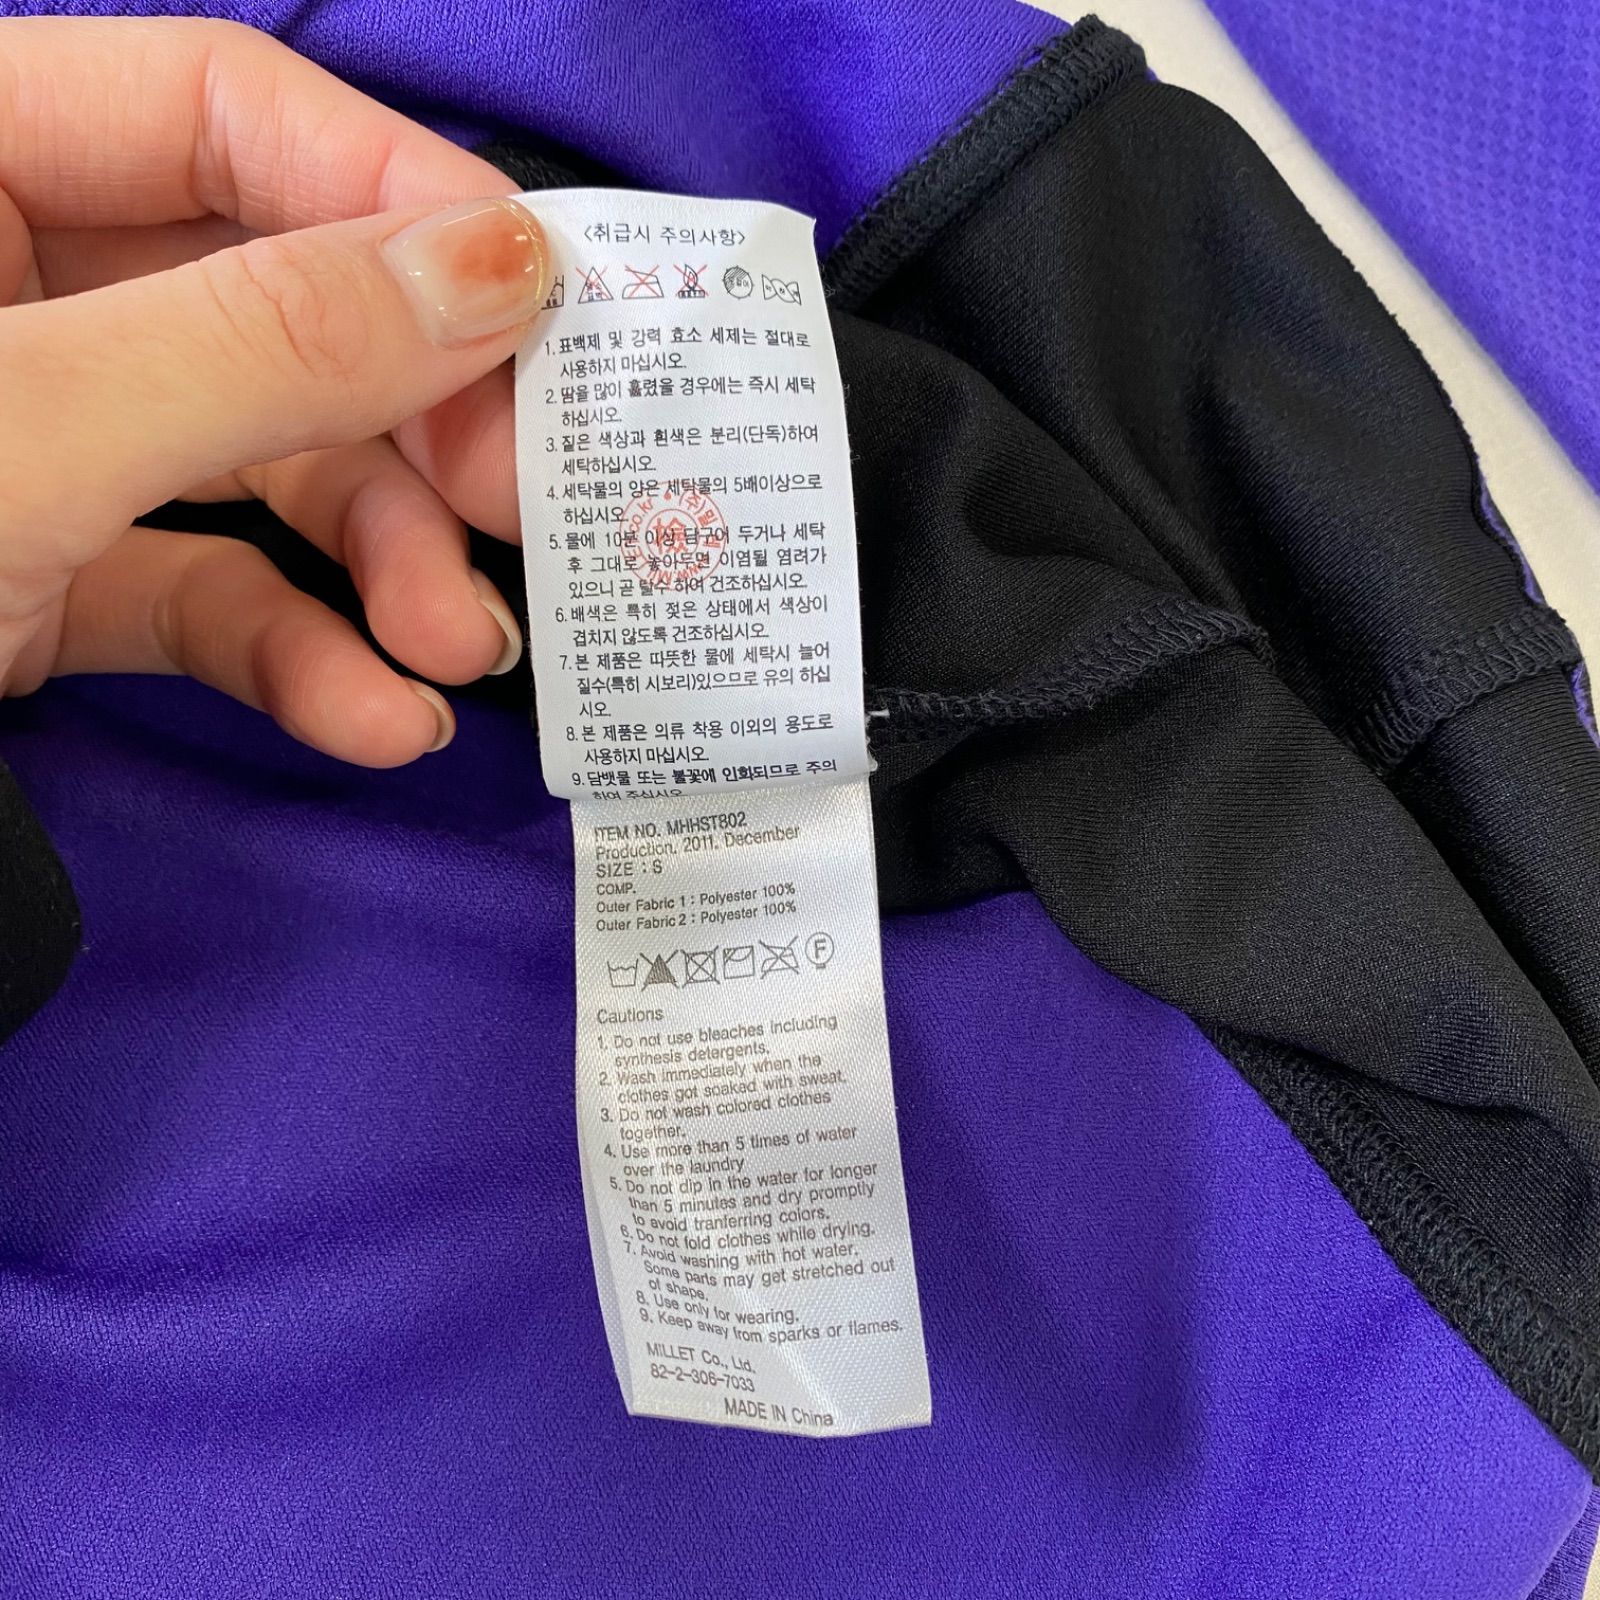 <취급시 주의사항>
1. 표백제 및 강력 효소 세제는 절대로
사용하지 마십시오.
2. 땀을 많이 흘렸을 경우에는 즉시 세탁
하십시오.
3. 짙은 색상과 흰색은 분리(단독)하여
세탁하십시오.
4. 세탁물의 양은 세탁물의 5배이상으로
하십시오.
5. 물에 10분 이상 담구어 두거나 세탁
후 그대로 놓아두면 이염될 염려가
있으니 곧 탈수 하여 건조하십시오.
6. 배색은 특히 젖은 상태에서 색상이
겹치지 않도록 건조하십시오.
7. 본 제품은 따뜻한 물에 세탁시 늘어
질수(특히 시보리)있으므로 유의 하십
시오.
8. 본 제품은 의류 착용 이외의 용도로
사용하지 마십시오.
9. 담뱃물 또는 불꽃에 인화되므로 주의
하여 주십시오.
ITEM NO. MHHST802
Production. 2011. December
SIZE : S
COMP.
Outer Fabric 1 : Polyester 100%
Outer Fabric 2 : Polyester 100%
F
Cautions
1. Do not use bleaches including
synthesis detergents.
2. Wash immediately when the
clothes got soaked with sweat.
3. Do not wash colored clothes
together.
4. Use more than 5 times of water
over the laundry
5. Do not dip in the water for longer
than 5 minutes and dry promptly
to avoid tranferring colors.
6. Do not fold clothes while drying.
7. Avoid washing with hot water.
Some parts may get stretched out
of shape.
8. Use only for wearing.
9. Keep away from sparks or flames.
MILLET Co., Ltd.
82-2-306-7033
MADE IN China